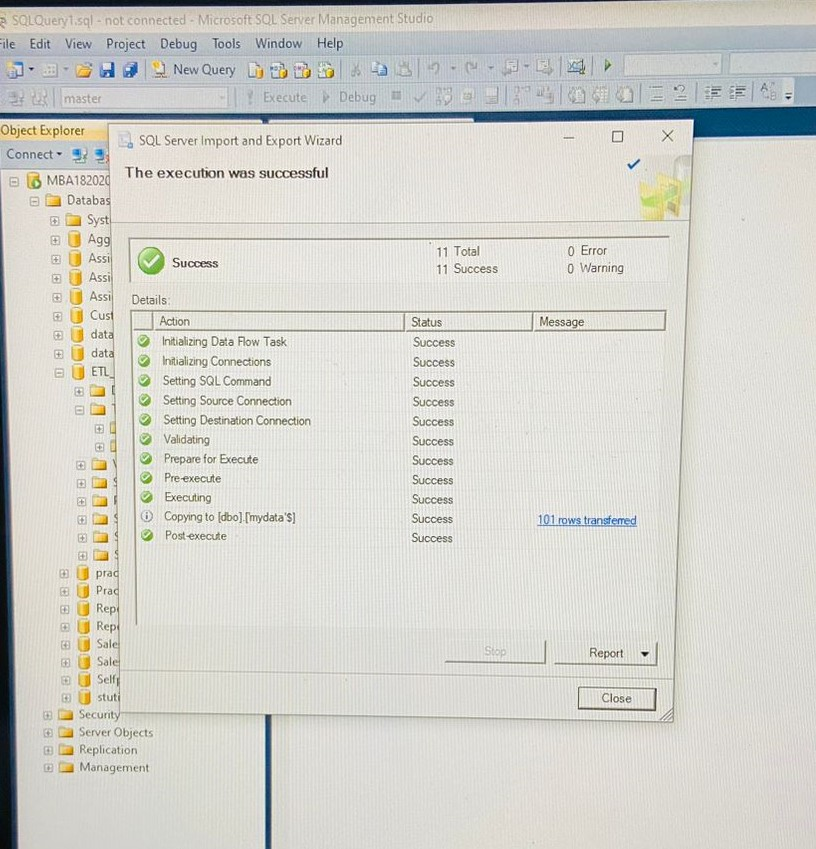 SQLQuery1.sql - not connected - Microsoft SQL Server Management Studio
File Edit View Project Debug Tools Window Help
New Query
master Execute Debug
Object Explorer
Connect
SQL Server Import and Export Wizard
The execution was successful
Success
11 Total 0 Error
11 Success 0 Warning
Details:
Action Status Message
Initializing Data Flow Task Success
Initializing Connections Success
Setting SQL Command Success
Setting Source Connection Success
Setting Destination Connection Success
Validating Success
Prepare for Execute Success
Pre-execute Success
Executing Success
Copying to [dbo].['mydata'$] Success 101 rows transferred
Post-execute Success
Stop Report
Close
MBA182020
Databas
Syst
Agg
Assi
Assi
Assi
Cust
data
data
ETL_
prac
Prac
Rep
Rep
Sale
Sale
Self
stuti
Security
Server Objects
Replication
Management